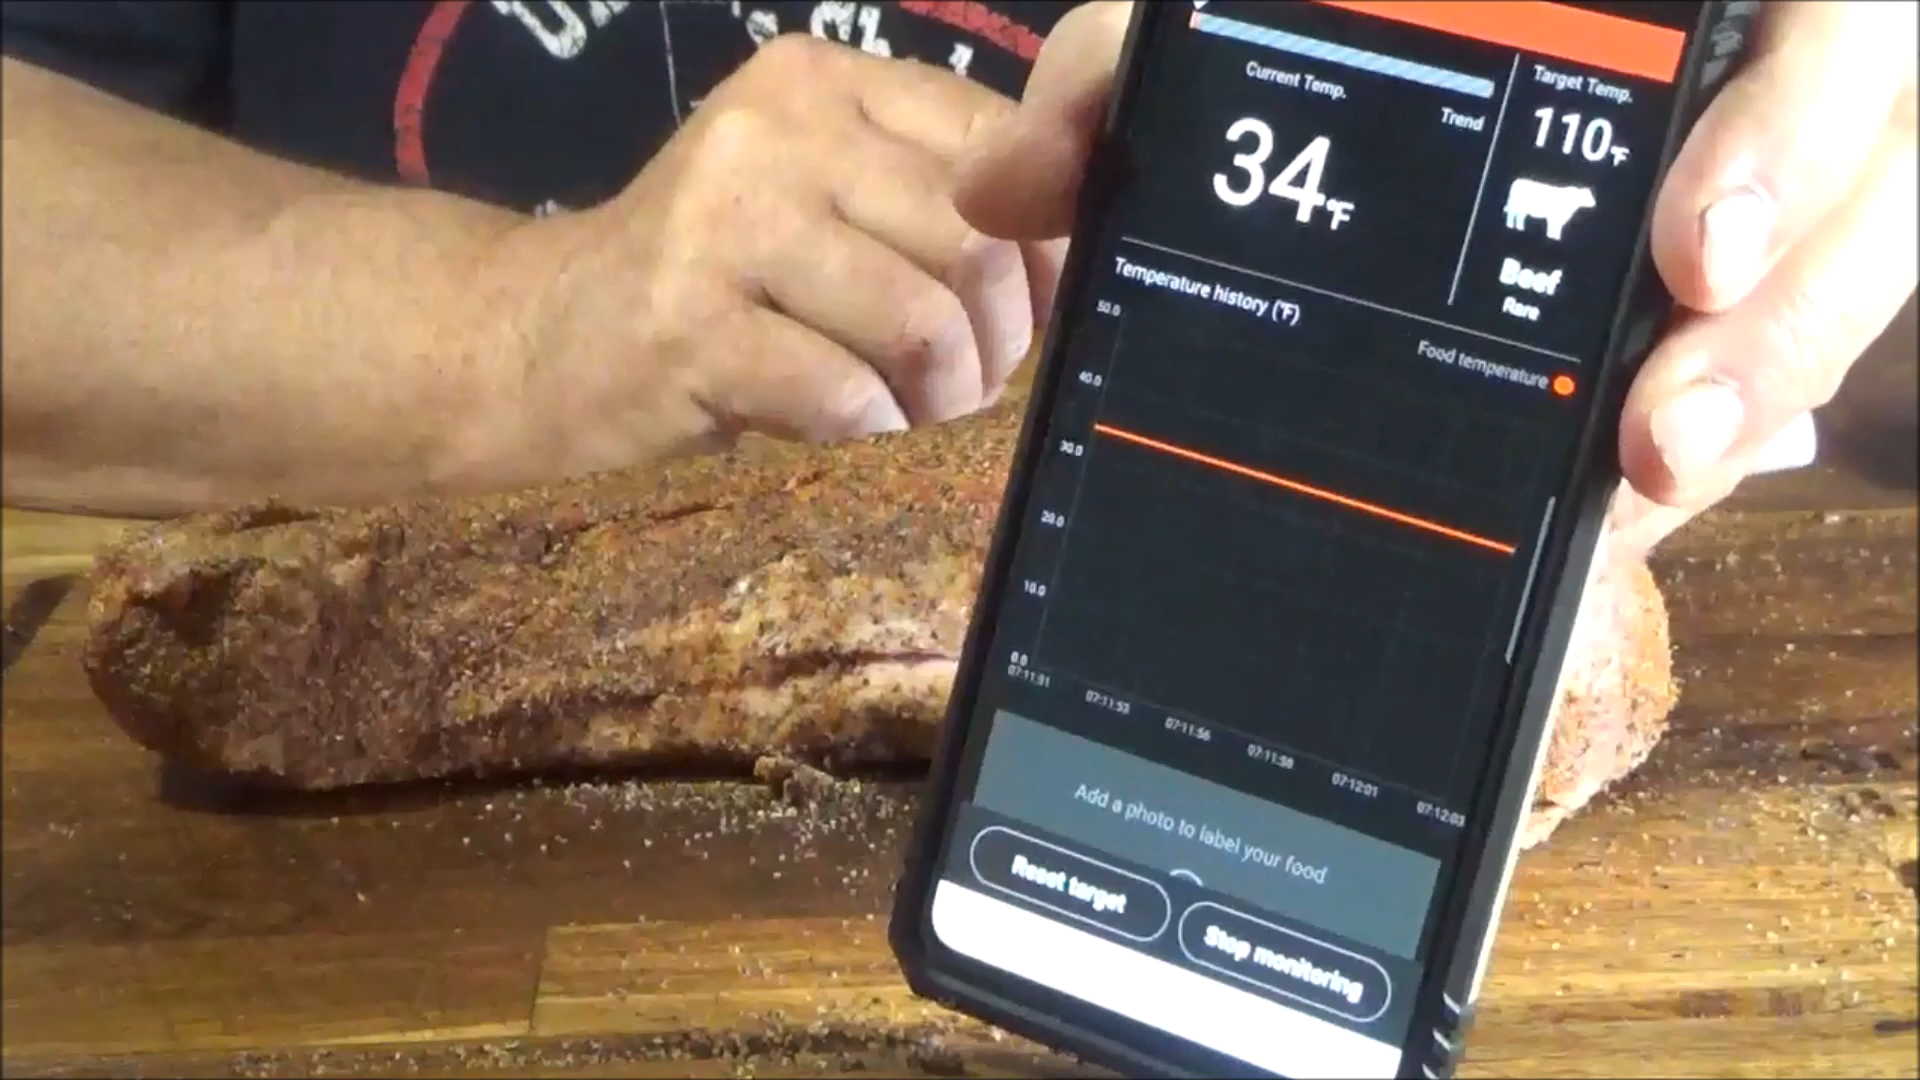 Current Temp.
Trend
34°F
Target Temp.
110°F
Beef
Rare
Temperature history (°F)
Food temperature
50.0
40.0
30.0
20.0
10.0
0.0
07:11:51
07:11:53
07:11:56
07:11:58
07:12:01
07:12:03
Add a photo to label your food
Reset target
Stop monitoring